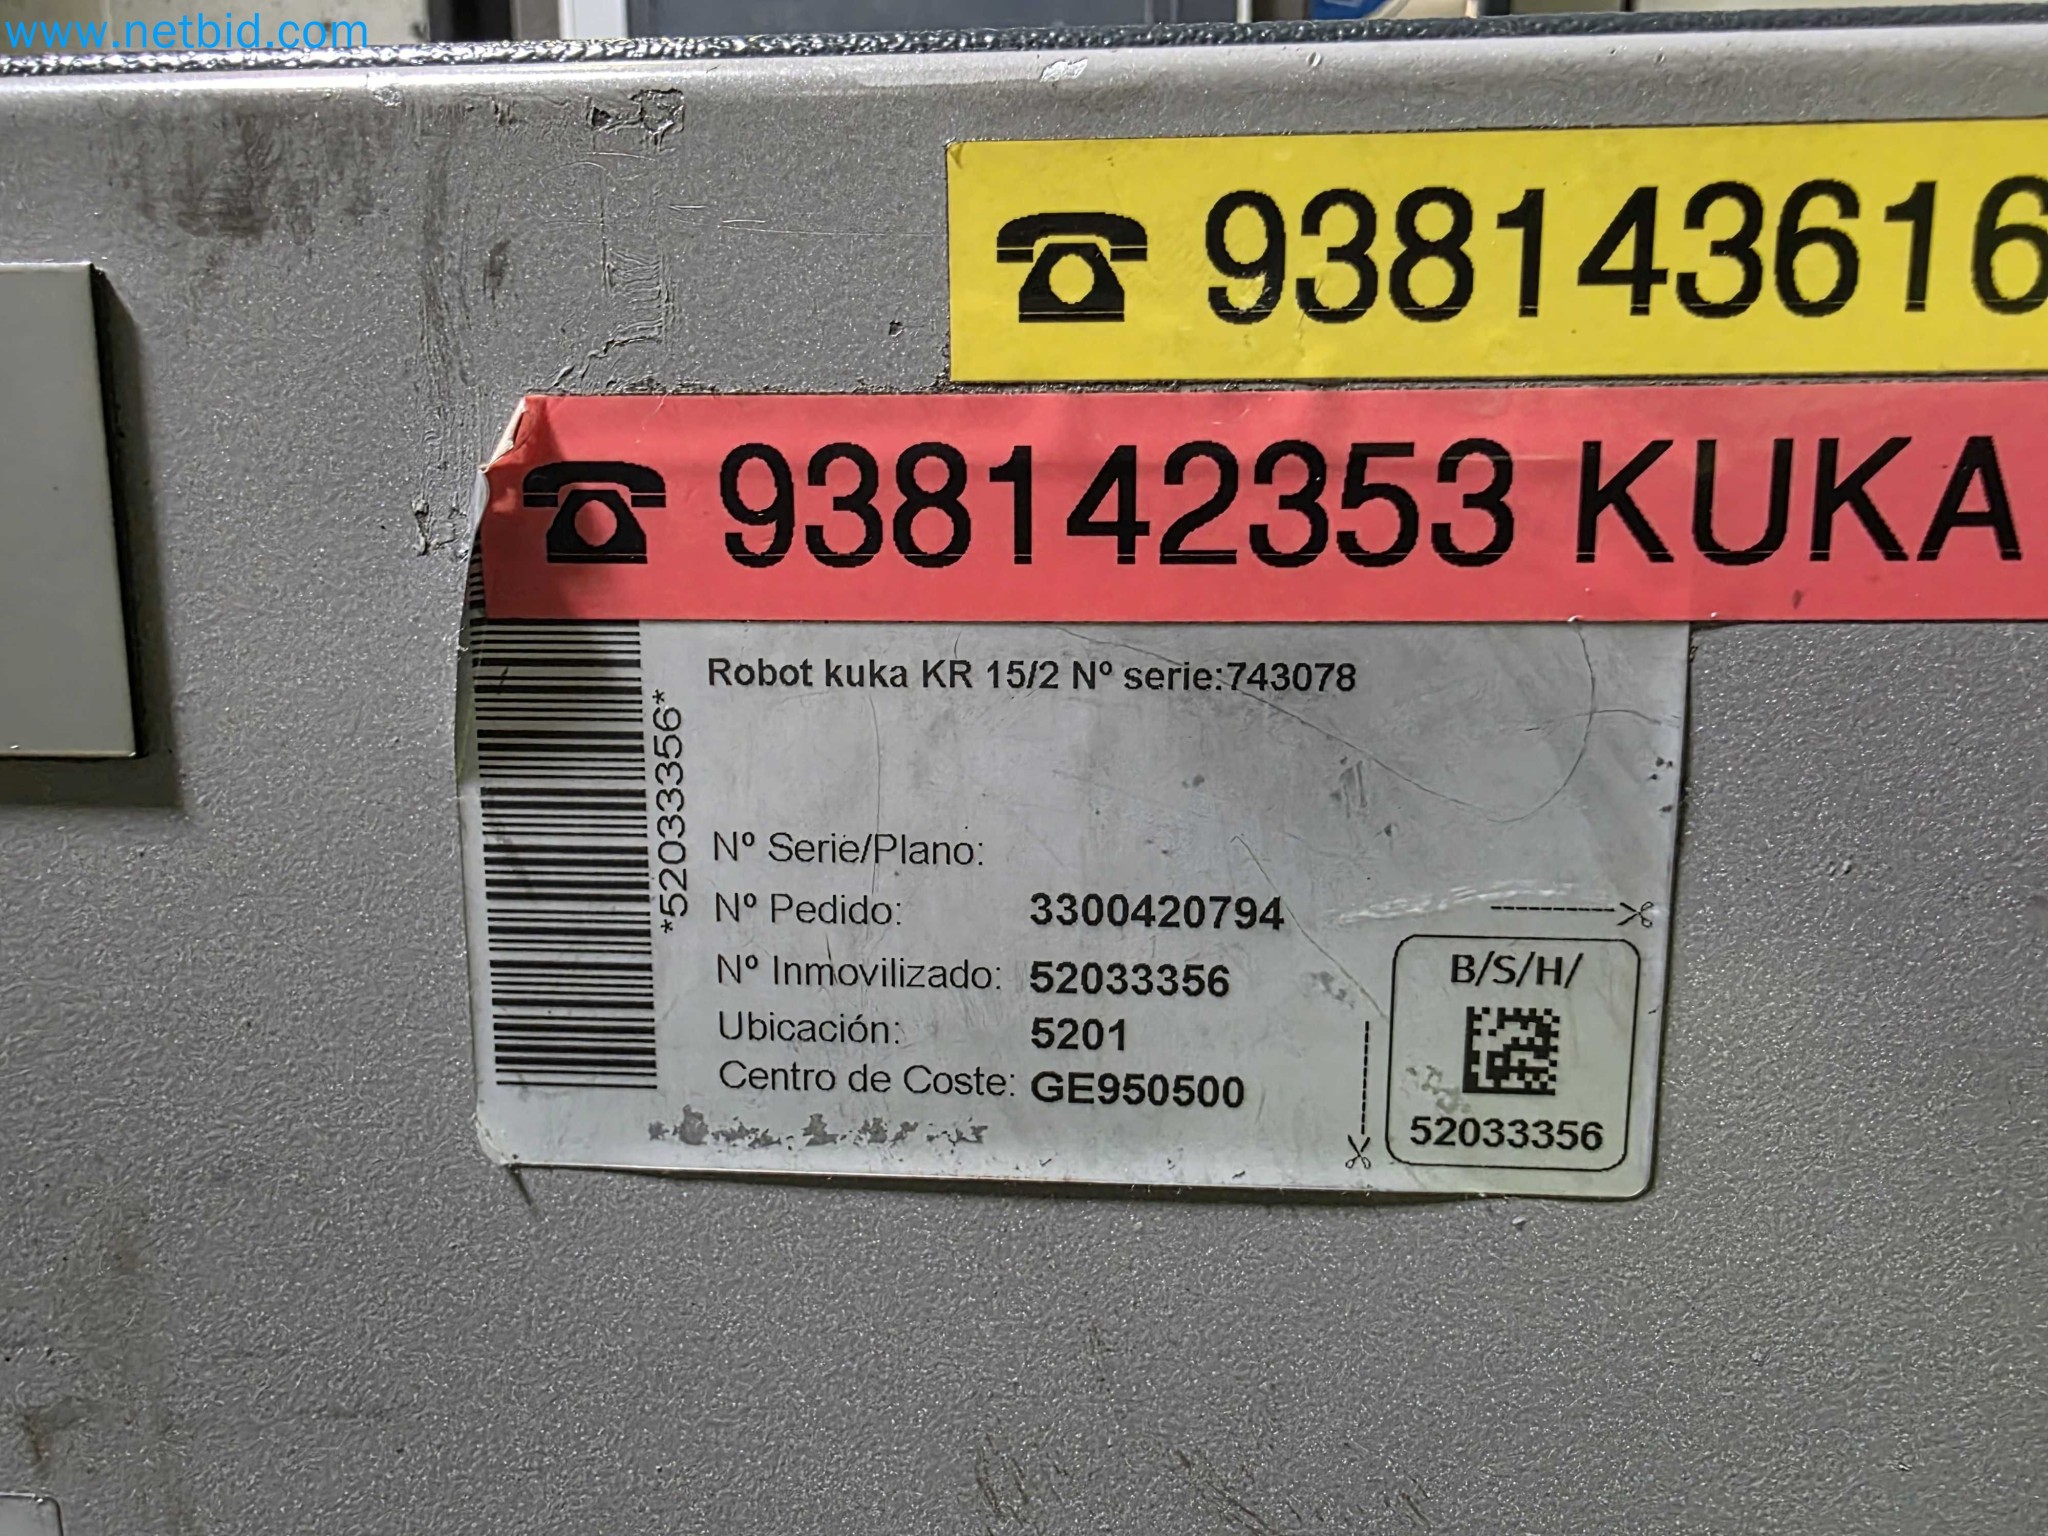 www.netbid.com
☎ 938143616
☎ 938142353 KUKA
Robot kuka KR 15/2 Nº serie:743078
*52033356*
Nº Serie/Plano:
Nº Pedido: 3300420794
Nº Inmovilizado: 52033356
Ubicación: 5201
Centro de Coste: GE950500
B/S/H/
52033356